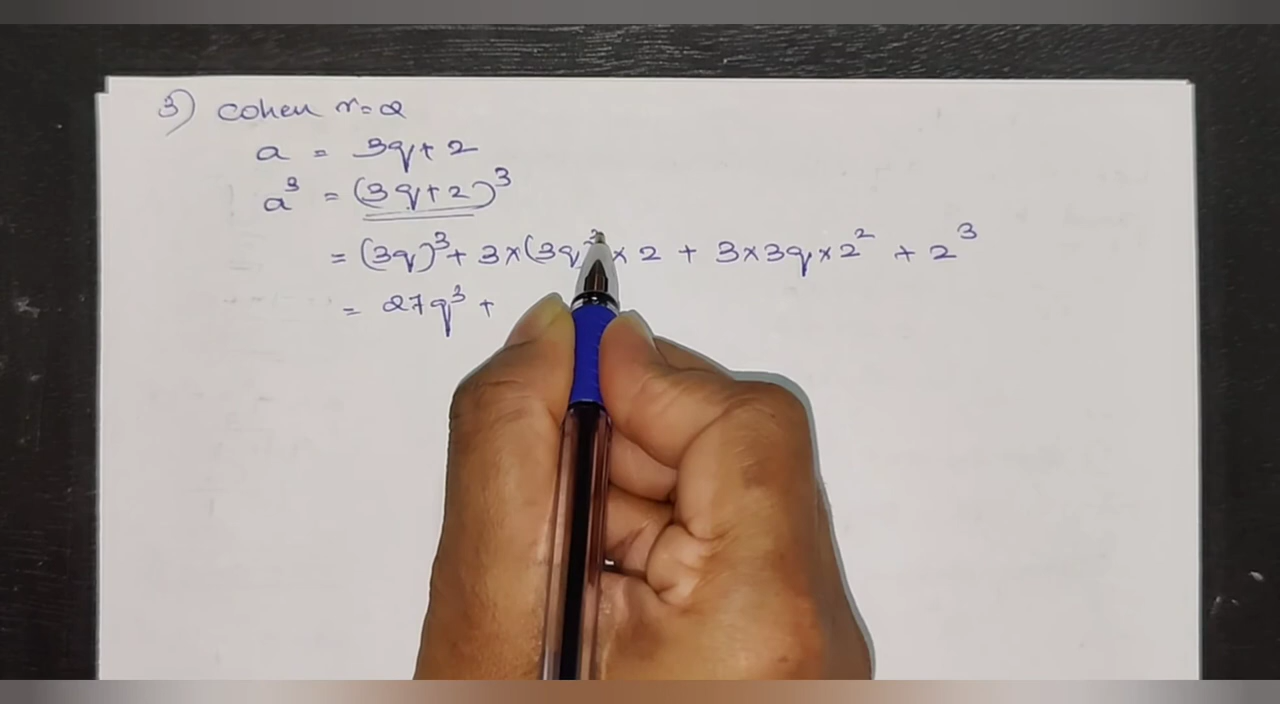 3) when r=2
a = 3q+2
a³ = (3q+2)³
= (3q)³+ 3×(3q)²×2 + 3×3q×2² + 2³
= 27q³ +